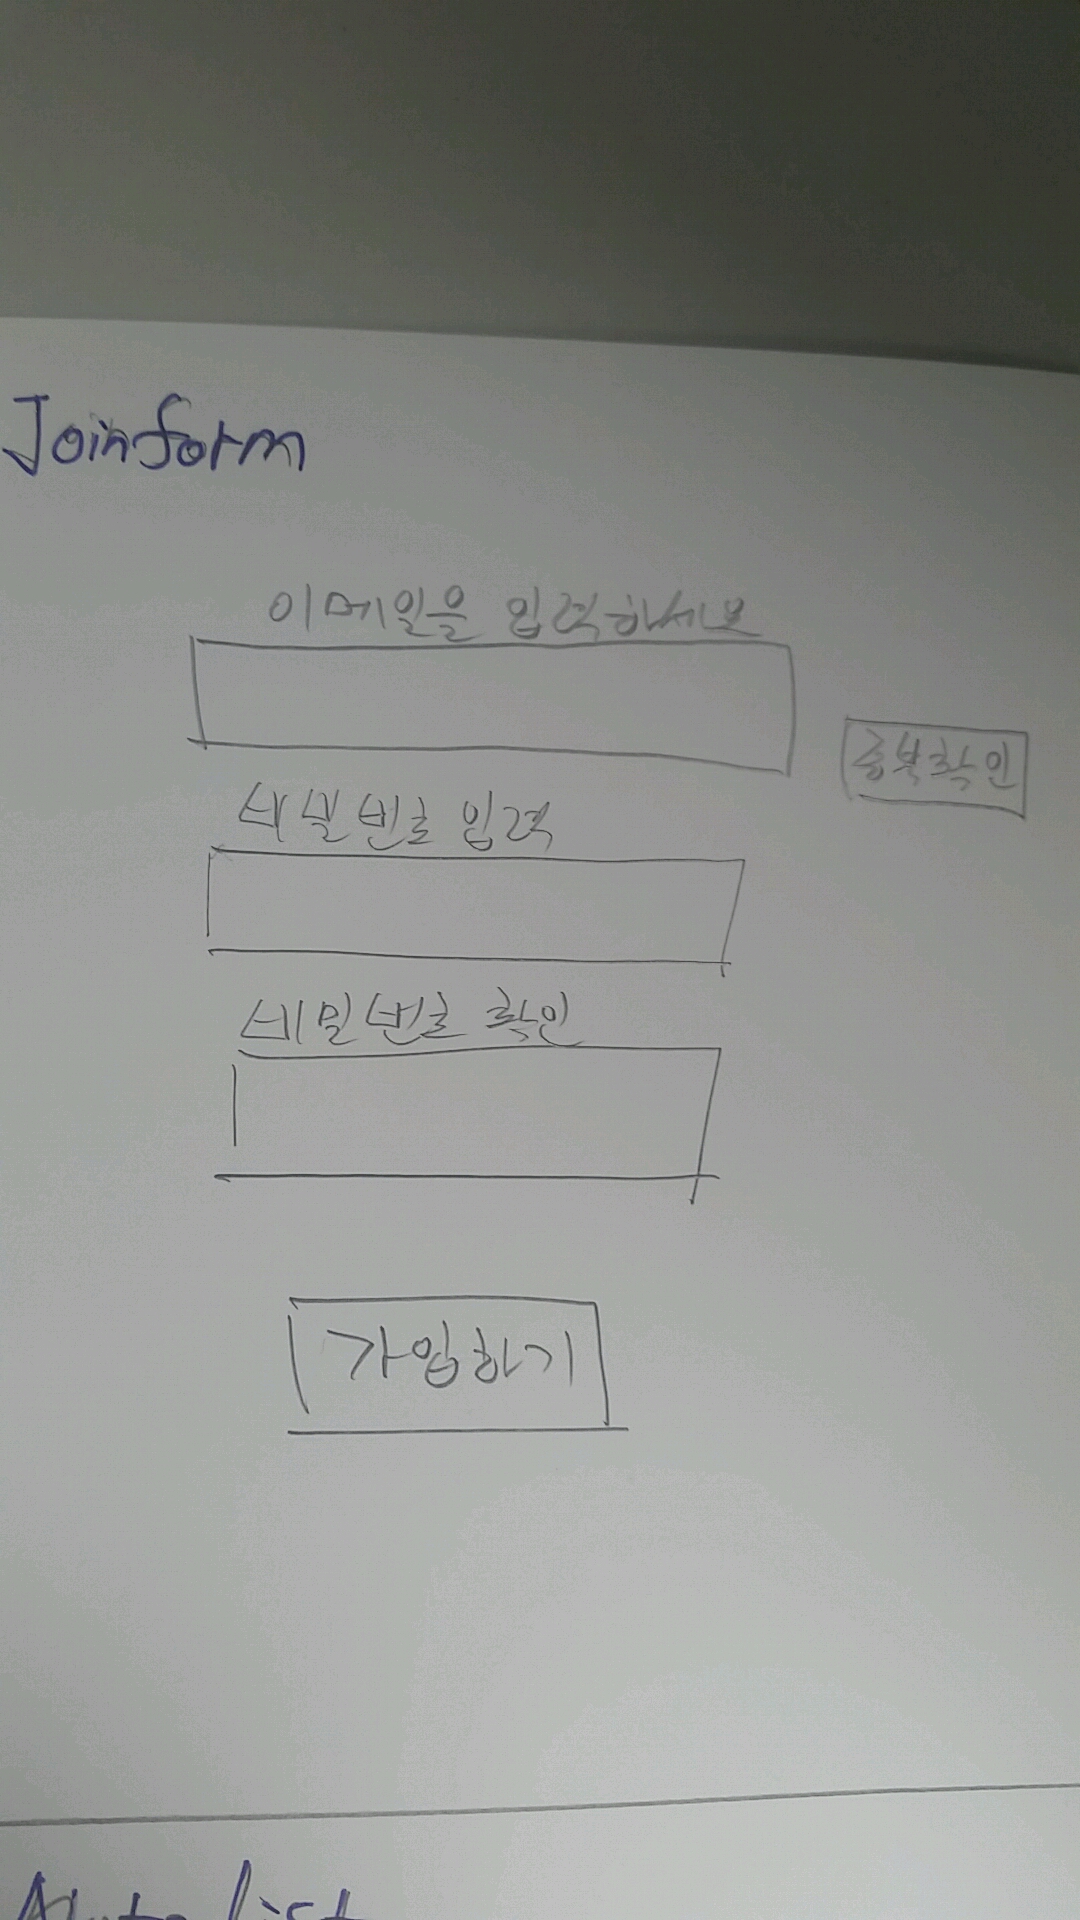 Joinform
이메일을 입력하세요
중복확인
비밀번호 입력
비밀번호 확인
가입하기
list